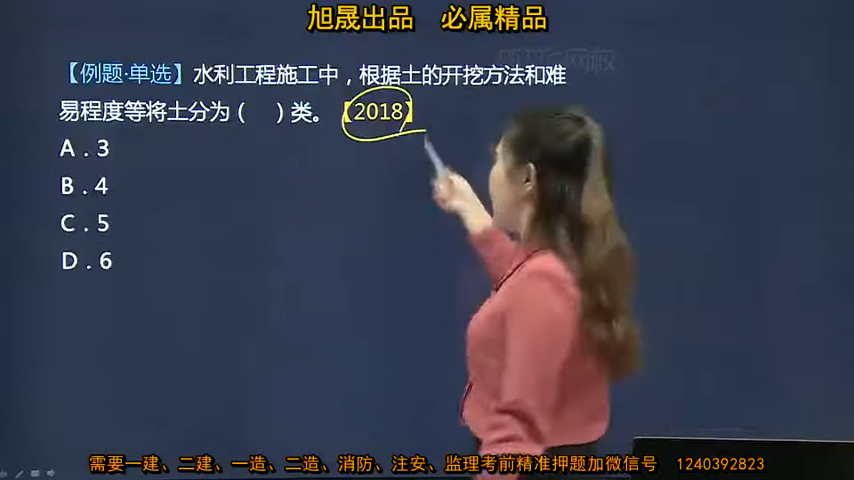 旭晟出品 必属精品
【例题·单选】水利工程施工中，根据土的开挖方法和难
易程度等将土分为（ ）类。【2018】
A．3
B．4
C．5
D．6
需要一建、二建、一造、二造、消防、注安、监理考前精准押题加微信号 1240392823